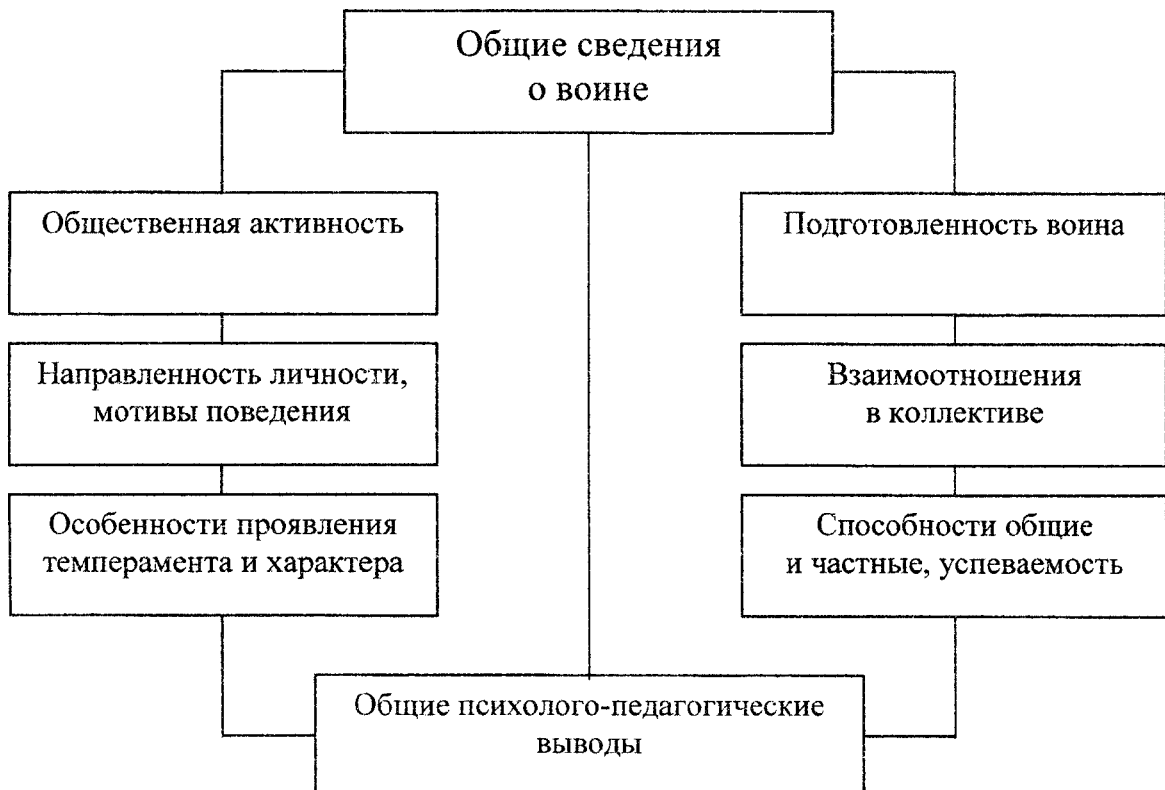 Общие сведения
о воине
Общественная активность
Подготовленность воина
Направленность личности,
мотивы поведения
Взаимоотношения
в коллективе
Особенности проявления
темперамента и характера
Способности общие
и частные, успеваемость
Общие психолого-педагогические
выводы